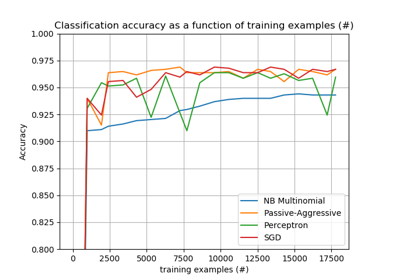 Classification accuracy as a function of training examples (#)
1.000
0.975
0.950
0.925
0.900
0.875
0.850
0.825
0.800
Accuracy
NB Multinomial
Passive-Aggressive
Perceptron
SGD
0 2500 5000 7500 10000 12500 15000 17500
training examples (#)